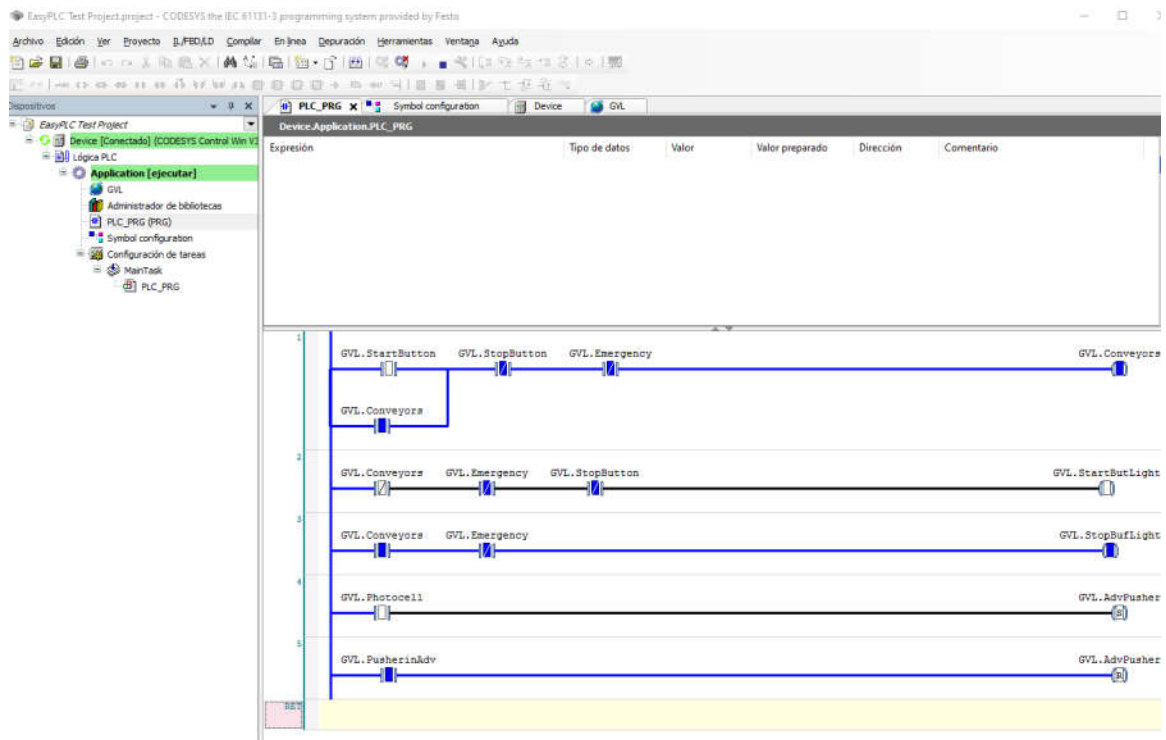 EasyPLC Test Project.project - CODESYS the IEC 61131-3 programming system provided by Festo
Archivo Edición Ver Proyecto IL/FBD/LD Compilar En línea Depuración Herramientas Ventana Ayuda
Dispositivos
EasyPLC Test Project
Device [Conectado] (CODESYS Control Win V3
Lógica PLC
Application [ejecutar]
GVL
Administrador de bibliotecas
PLC_PRG (PRG)
Symbol configuration
Configuración de tareas
MainTask
PLC_PRG
PLC_PRG Symbol configuration Device GVL
Device.Application.PLC_PRG
Expresión Tipo de datos Valor Valor preparado Dirección Comentario
1
GVL.StartButton GVL.StopButton GVL.Emergency GVL.Conveyors
GVL.Conveyors
2
GVL.Conveyors GVL.Emergency GVL.StopButton GVL.StartButLight
3
GVL.Conveyors GVL.Emergency GVL.StopBufLight
4
GVL.Photocell GVL.AdvPusher
S
5
GVL.PusherinAdv GVL.AdvPusher
R
RET